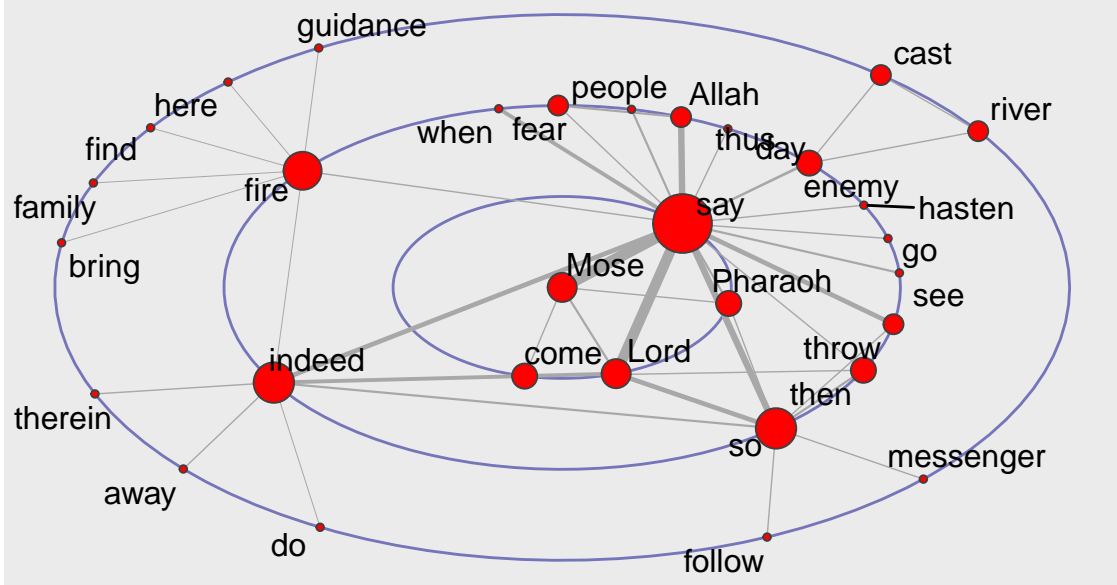 guidance
cast
here
people
Allah
river
when
fear
thus
find
day
fire
enemy
family
say
hasten
bring
go
Mose
Pharaoh
see
indeed
come
Lord
throw
then
therein
so
messenger
away
do
follow